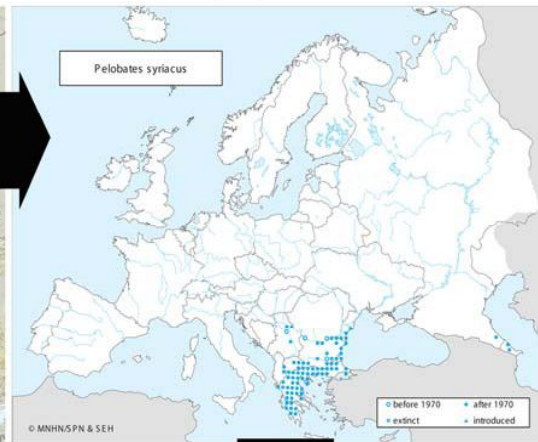 Pelobates syriacus
before 1970
after 1970
extinct
introduced
© MNHN/SPN & SEH